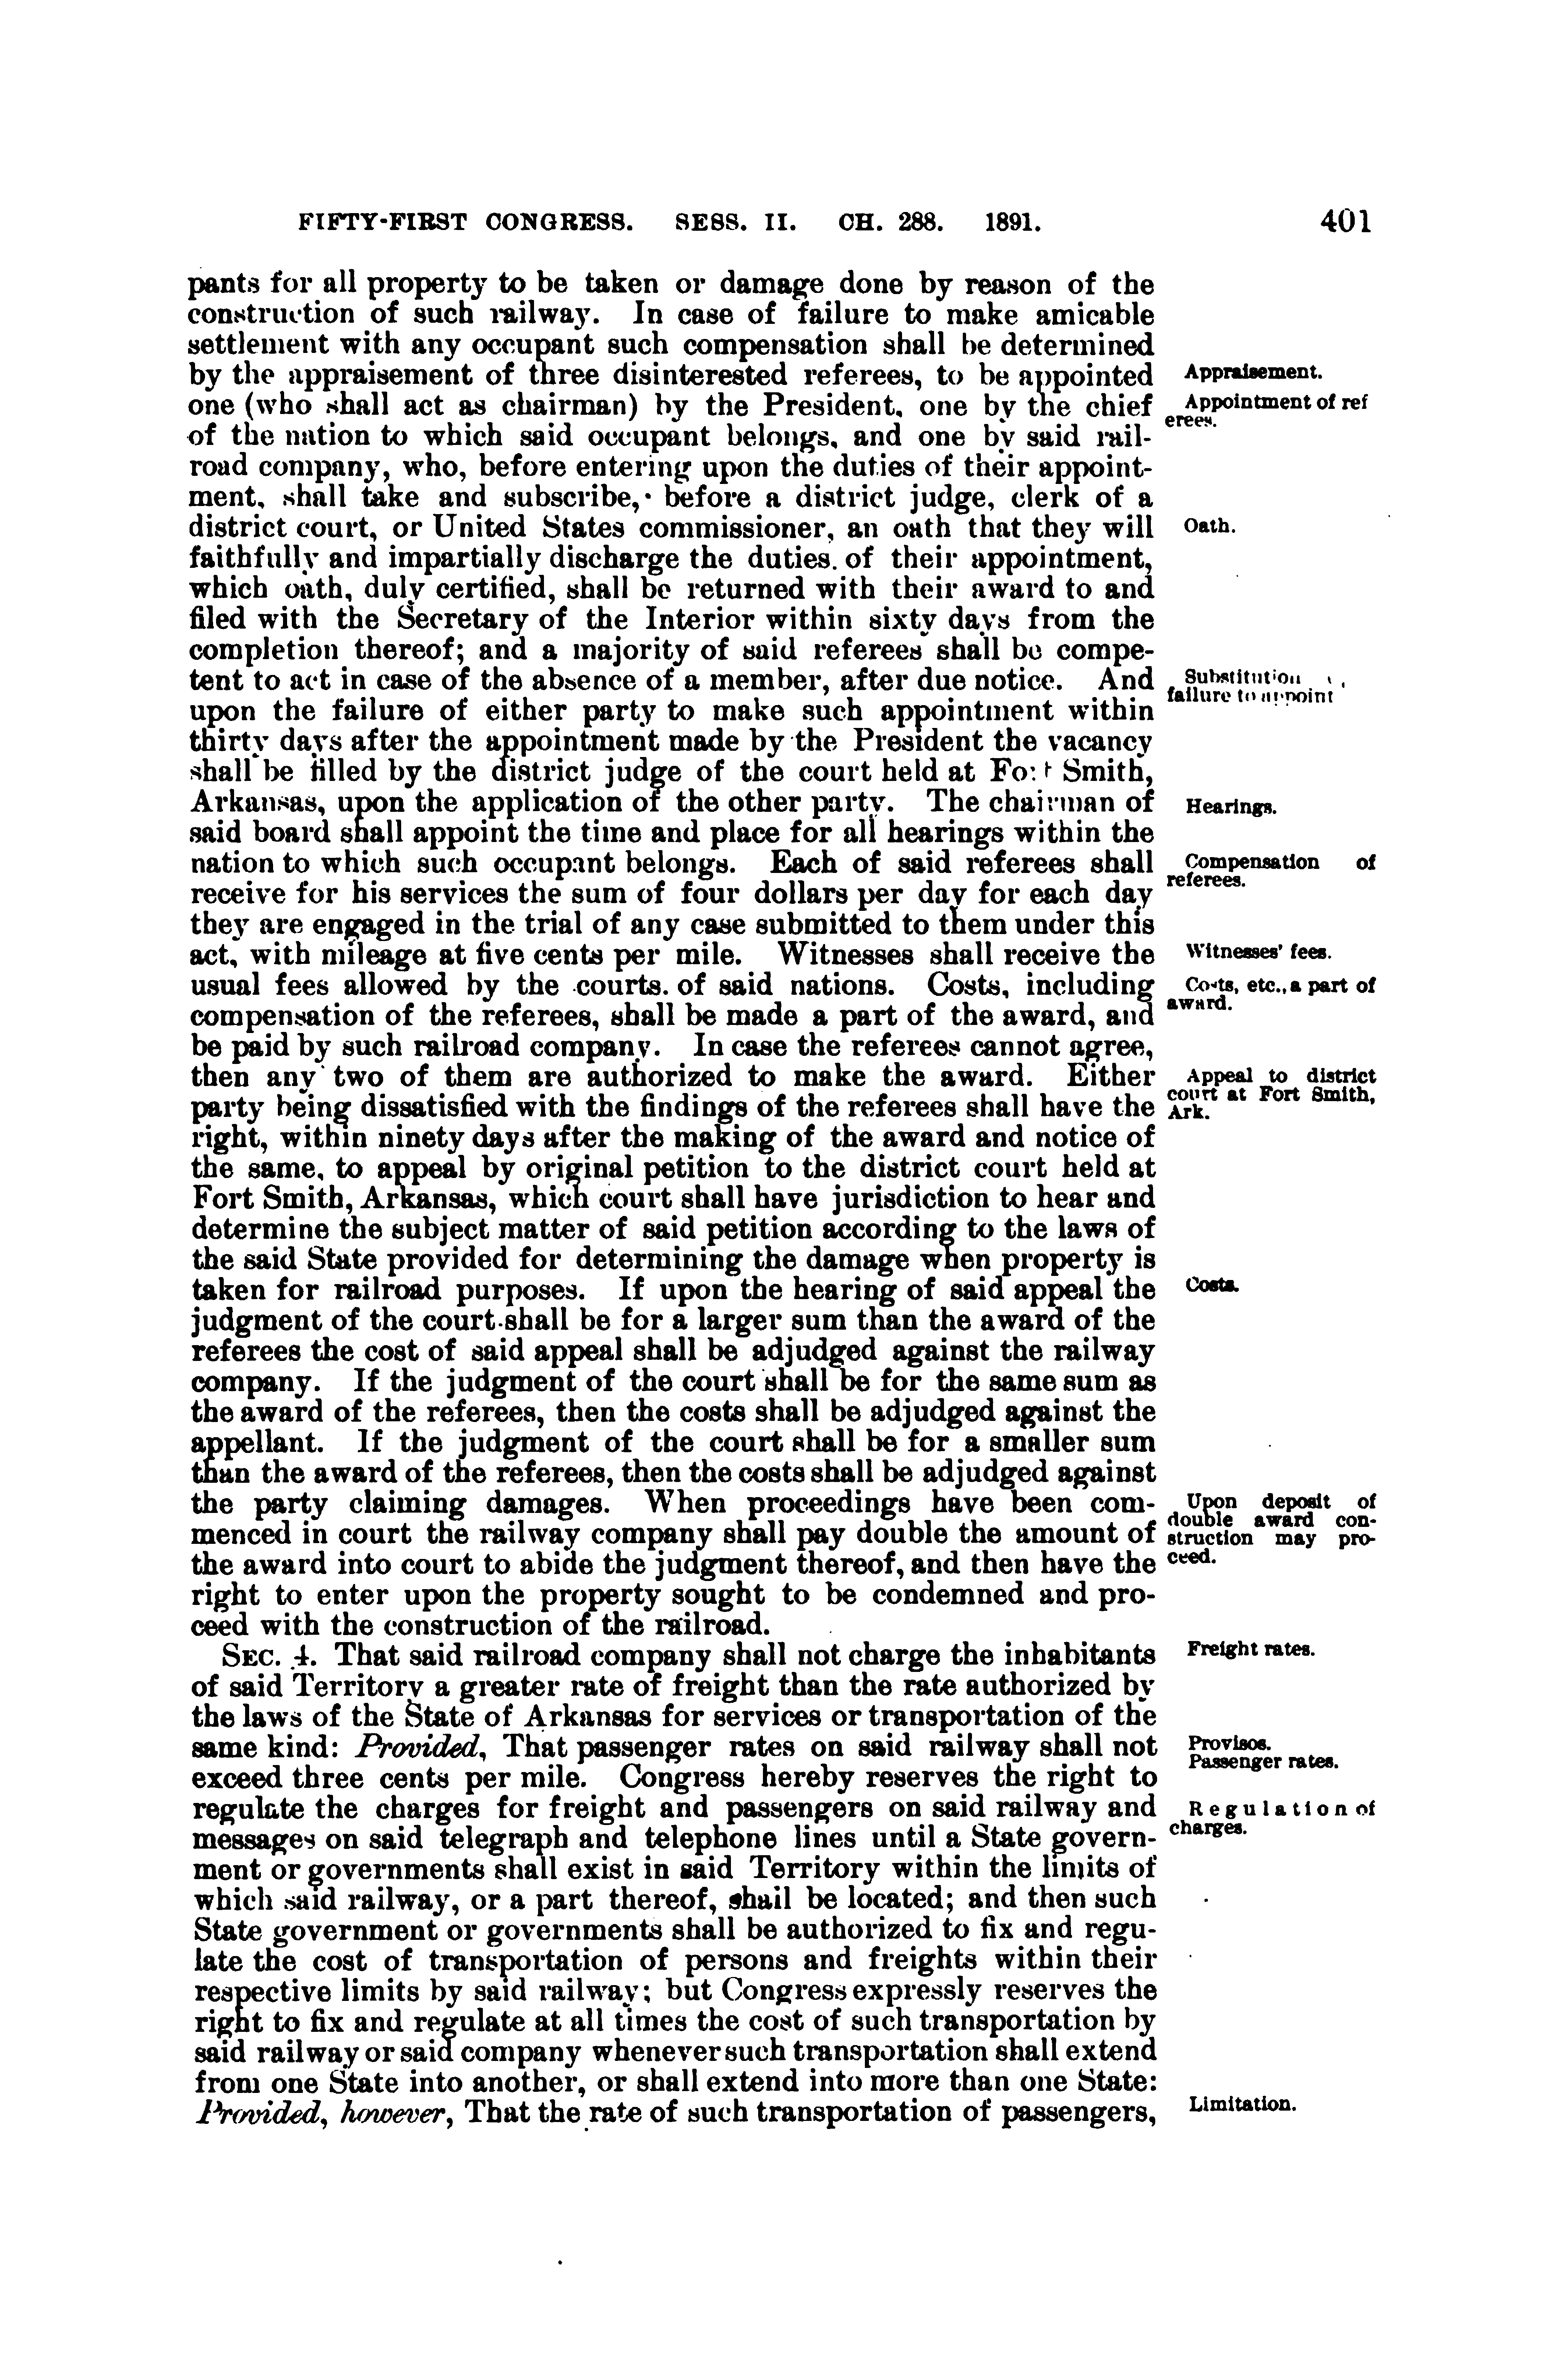 FIFTY-FIRST CONGRESS. SESS. II. CH. 288. 1891. 401
pants for all property to be taken or damage done by reason of the
construction of such railway. In case of failure to make amicable
settlement with any occupant such compensation shall be determined
by the appraisement of three disinterested referees, to be appointed
one (who shall act as chairman) by the President, one by the chief
of the nation to which said occupant belongs, and one by said rail-
road company, who, before entering upon the duties of their appoint-
ment, shall take and subscribe, before a district judge, clerk of a
district court, or United States commissioner, an oath that they will
faithfully and impartially discharge the duties of their appointment,
which oath, duly certified, shall be returned with their award to and
filed with the Secretary of the Interior within sixty days from the
completion thereof; and a majority of said referees shall be compe-
tent to act in case of the absence of a member, after due notice. And
upon the failure of either party to make such appointment within
thirty days after the appointment made by the President the vacancy
shall be filled by the district judge of the court held at Fort Smith,
Arkansas, upon the application of the other party. The chairman of
said board shall appoint the time and place for all hearings within the
nation to which such occupant belongs. Each of said referees shall
receive for his services the sum of four dollars per day for each day
they are engaged in the trial of any case submitted to them under this
act, with mileage at five cents per mile. Witnesses shall receive the
usual fees allowed by the courts of said nations. Costs, including
compensation of the referees, shall be made a part of the award, and
be paid by such railroad company. In case the referees cannot agree,
then any two of them are authorized to make the award. Either
party being dissatisfied with the findings of the referees shall have the
right, within ninety days after the making of the award and notice of
the same, to appeal by original petition to the district court held at
Fort Smith, Arkansas, which court shall have jurisdiction to hear and
determine the subject matter of said petition according to the laws of
the said State provided for determining the damage when property is
taken for railroad purposes. If upon the hearing of said appeal the
judgment of the court shall be for a larger sum than the award of the
referees the cost of said appeal shall be adjudged against the railway
company. If the judgment of the court shall be for the same sum as
the award of the referees, then the costs shall be adjudged against the
appellant. If the judgment of the court shall be for a smaller sum
than the award of the referees, then the costs shall be adjudged against
the party claiming damages. When proceedings have been com-
menced in court the railway company shall pay double the amount of
the award into court to abide the judgment thereof, and then have the
right to enter upon the property sought to be condemned and pro-
ceed with the construction of the railroad.
SEC. 4. That said railroad company shall not charge the inhabitants
of said Territory a greater rate of freight than the rate authorized by
the laws of the State of Arkansas for services or transportation of the
same kind: Provided, That passenger rates on said railway shall not
exceed three cents per mile. Congress hereby reserves the right to
regulate the charges for freight and passengers on said railway and
messages on said telegraph and telephone lines until a State govern-
ment or governments shall exist in said Territory within the limits of
which said railway, or a part thereof, shall be located; and then such
State government or governments shall be authorized to fix and regu-
late the cost of transportation of persons and freights within their
respective limits by said railway; but Congress expressly reserves the
right to fix and regulate at all times the cost of such transportation by
said railway or said company whenever such transportation shall extend
from one State into another, or shall extend into more than one State:
Provided, however, That the rate of such transportation of passengers,
Appraisement.
Appointment of ref
erees.
Oath.
Substitution
failure to appoint
Hearings.
Compensation of
referees.
Witnesses' fees.
Costs, etc., a part of
award.
Appeal to district
court at Fort Smith,
Ark.
Costs.
Upon deposit of
double award con-
struction may pro-
ceed.
Freight rates.
Provisos.
Passenger rates.
Regulation of
charges.
Limitation.